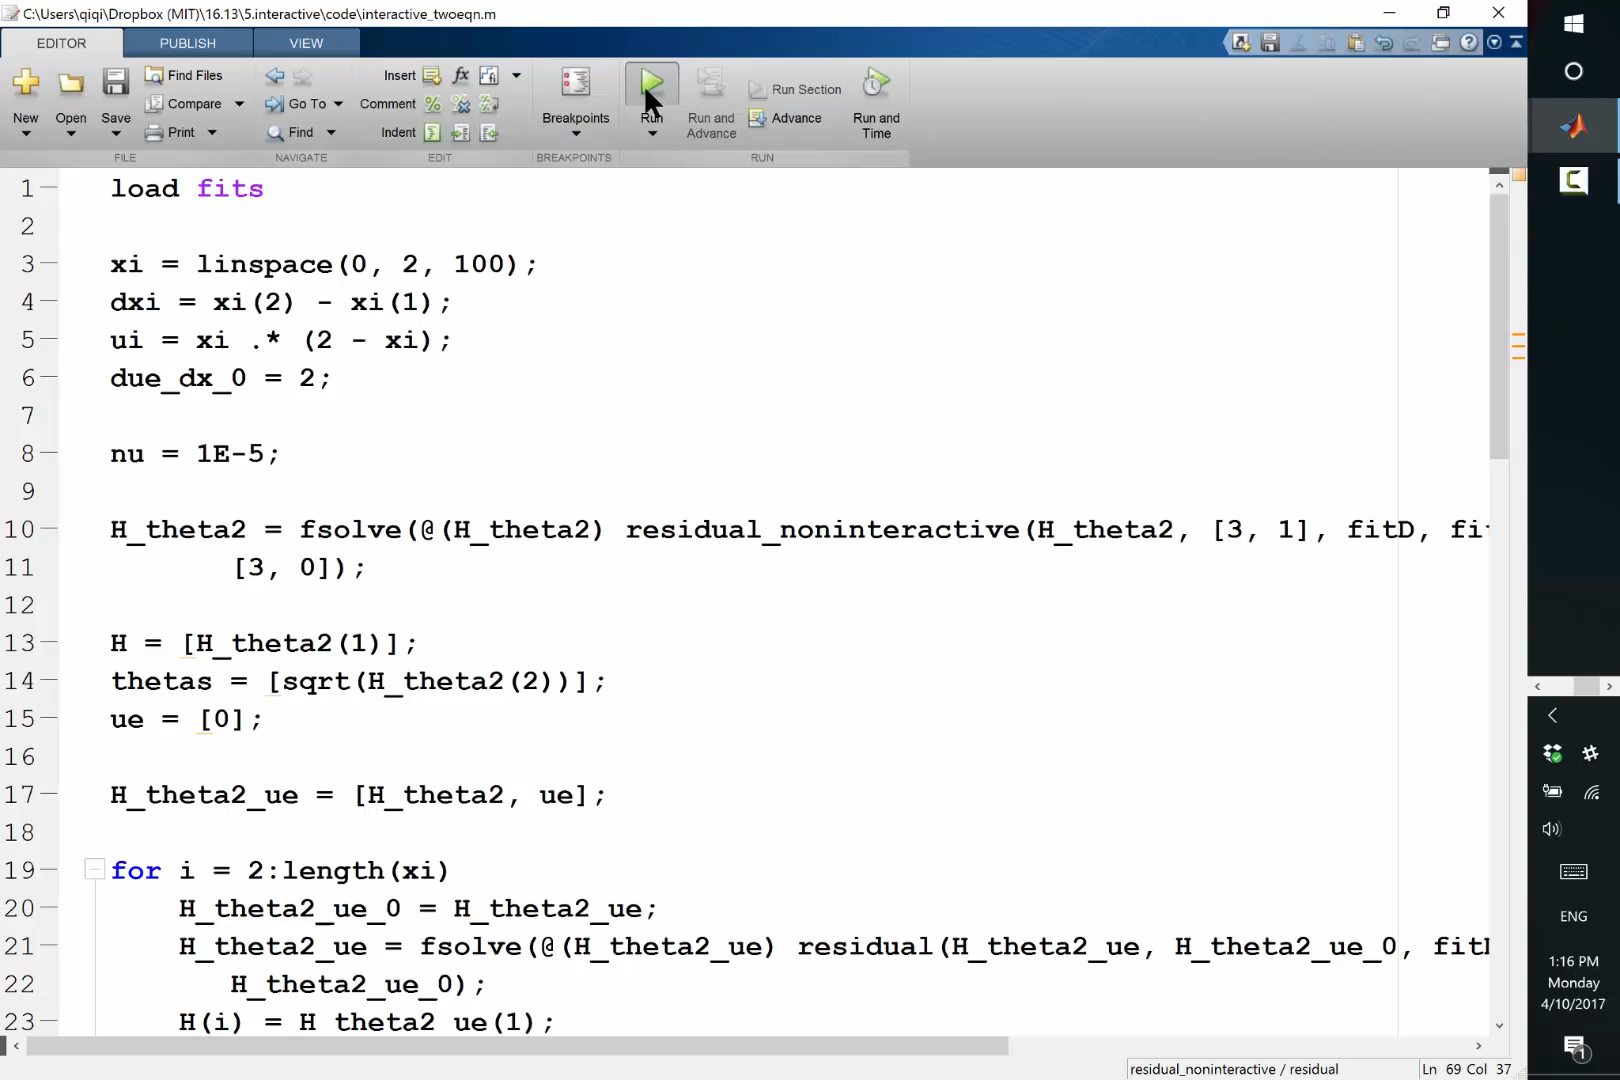 C:\Users\qiqi\Dropbox (MIT)\16.13\5.interactive\code\interactive_twoeqn.m
EDITOR PUBLISH VIEW
Find Files Insert fx Run Section
New Open Save Compare Go To Comment Breakpoints Run Run and Advance Advance Run and Time
Print Find Indent
FILE NAVIGATE EDIT BREAKPOINTS RUN
1 load fits
2
3 xi = linspace(0, 2, 100);
4 dxi = xi(2) - xi(1);
5 ui = xi .* (2 - xi);
6 due_dx_0 = 2;
7
8 nu = 1E-5;
9
10 H_theta2 = fsolve(@(H_theta2) residual_noninteractive(H_theta2, [3, 1], fitD, fi
11 [3, 0]);
12
13 H = [H_theta2(1)];
14 thetas = [sqrt(H_theta2(2))];
15 ue = [0];
16
17 H_theta2_ue = [H_theta2, ue];
18
19 for i = 2:length(xi)
20 H_theta2_ue_0 = H_theta2_ue;
21 H_theta2_ue = fsolve(@(H_theta2_ue) residual(H_theta2_ue, H_theta2_ue_0, fit
22 H_theta2_ue_0);
23 H(i) = H_theta2_ue(1);
residual_noninteractive / residual Ln 69 Col 37
ENG
1:16 PM
Monday
4/10/2017
1